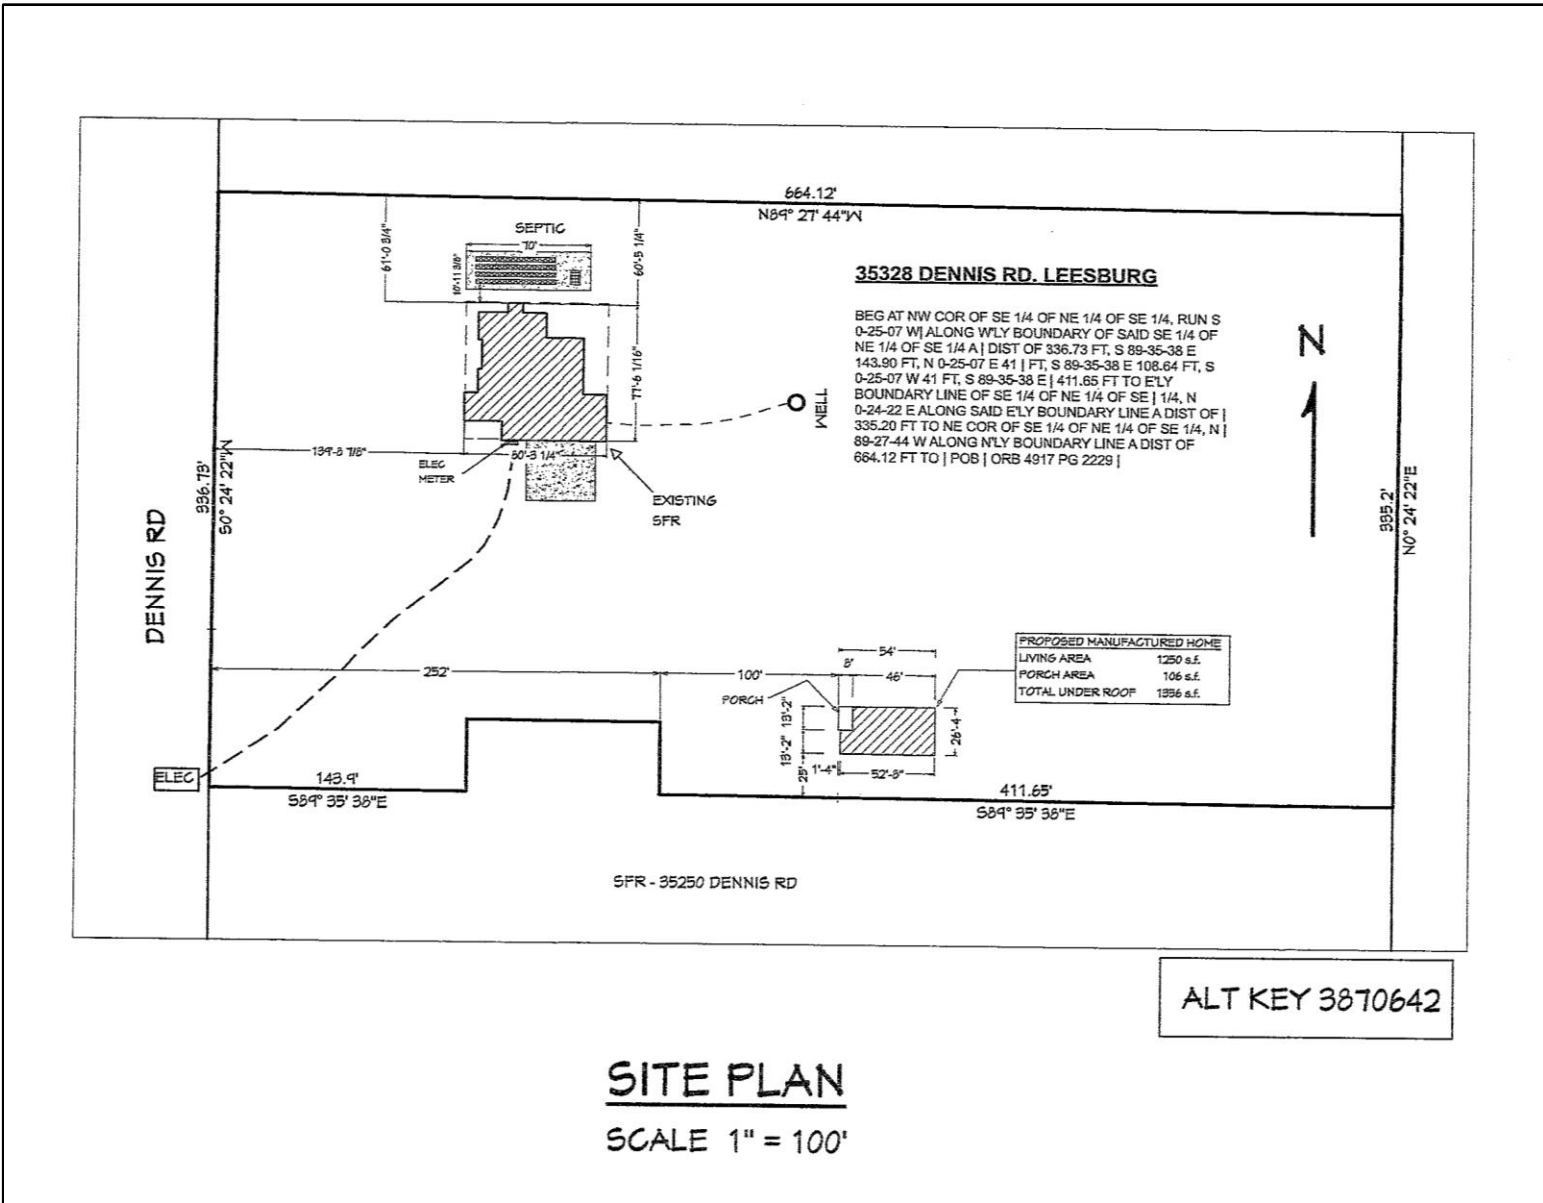 664.12'
N89° 27' 44"W
SEPTIC
70'
61'-0 3/4"
10'-11 3/8"
60'-5 1/4"
77'-6 1/16"
35328 DENNIS RD. LEESBURG
BEG AT NW COR OF SE 1/4 OF NE 1/4 OF SE 1/4, RUN S
0-25-07 W| ALONG W'LY BOUNDARY OF SAID SE 1/4 OF
NE 1/4 OF SE 1/4 A | DIST OF 336.73 FT, S 89-35-38 E
143.90 FT, N 0-25-07 E 41 | FT, S 89-35-38 E 108.64 FT, S
0-25-07 W 41 FT, S 89-35-38 E | 411.65 FT TO E'LY
BOUNDARY LINE OF SE 1/4 OF NE 1/4 OF SE | 1/4, N
0-24-22 E ALONG SAID E'LY BOUNDARY LINE A DIST OF |
335.20 FT TO NE COR OF SE 1/4 OF NE 1/4 OF SE 1/4, N |
89-27-44 W ALONG N'LY BOUNDARY LINE A DIST OF
664.12 FT TO | POB | ORB 4917 PG 2229 |
N
WELL
139'-8 7/8"
80'-3 1/4"
ELEC
METER
EXISTING
SFR
336.73'
S0° 24' 22"W
DENNIS RD
335.2'
N0° 24' 22"E
252'
100'
54'
8'
46'
PORCH
13'-2"
13'-2"
25'
1'-4"
52'-8"
26'-4"
PROPOSED MANUFACTURED HOME
LIVING AREA 1230 s.f.
PORCH AREA 106 s.f.
TOTAL UNDER ROOF 1336 s.f.
ELEC
143.9'
S89° 35' 38"E
411.65'
S89° 35' 38"E
SFR - 35250 DENNIS RD
ALT KEY 3870642
SITE PLAN
SCALE 1" = 100'